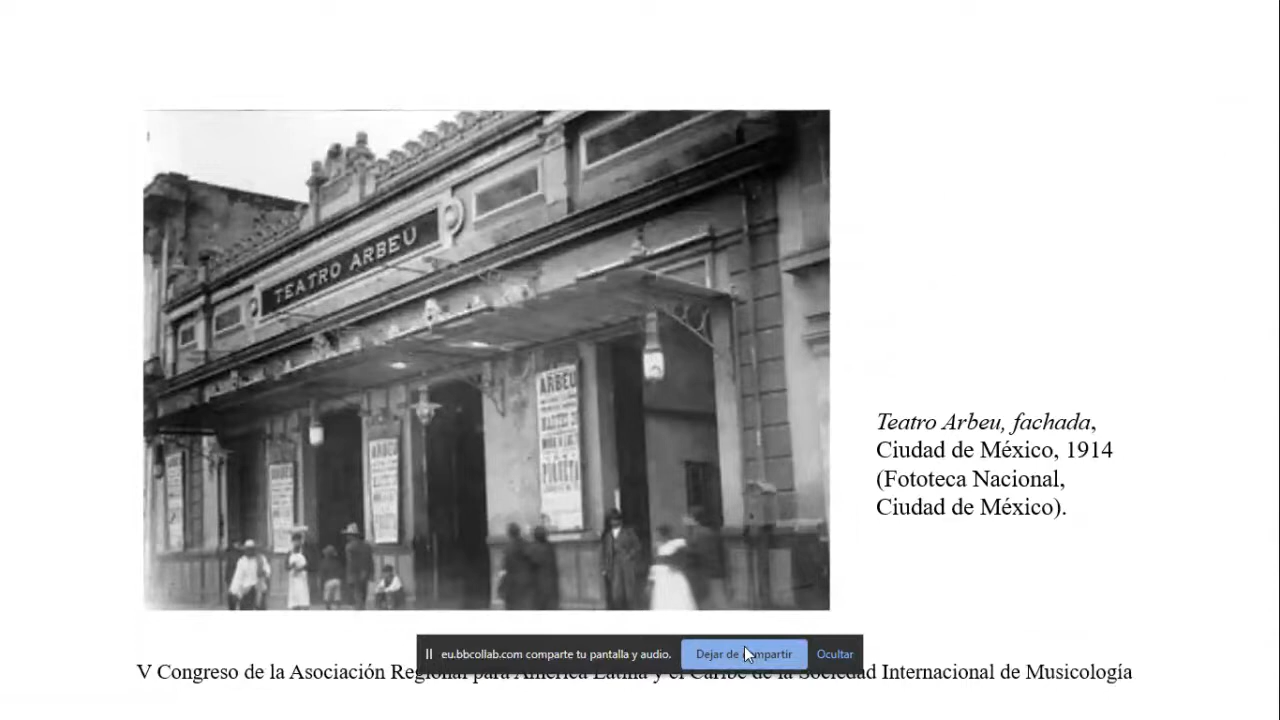 TEATRO ARBEU
ARBEU
ARBEU
ARBEU
Teatro Arbeu, fachada,
Ciudad de México, 1914
(Fototeca Nacional,
Ciudad de México).
eu.bbcollab.com comparte tu pantalla y audio.
Dejar de compartir
Ocultar
V Congreso de la Asociación Regional para América Latina y el Caribe de la Sociedad Internacional de Musicología